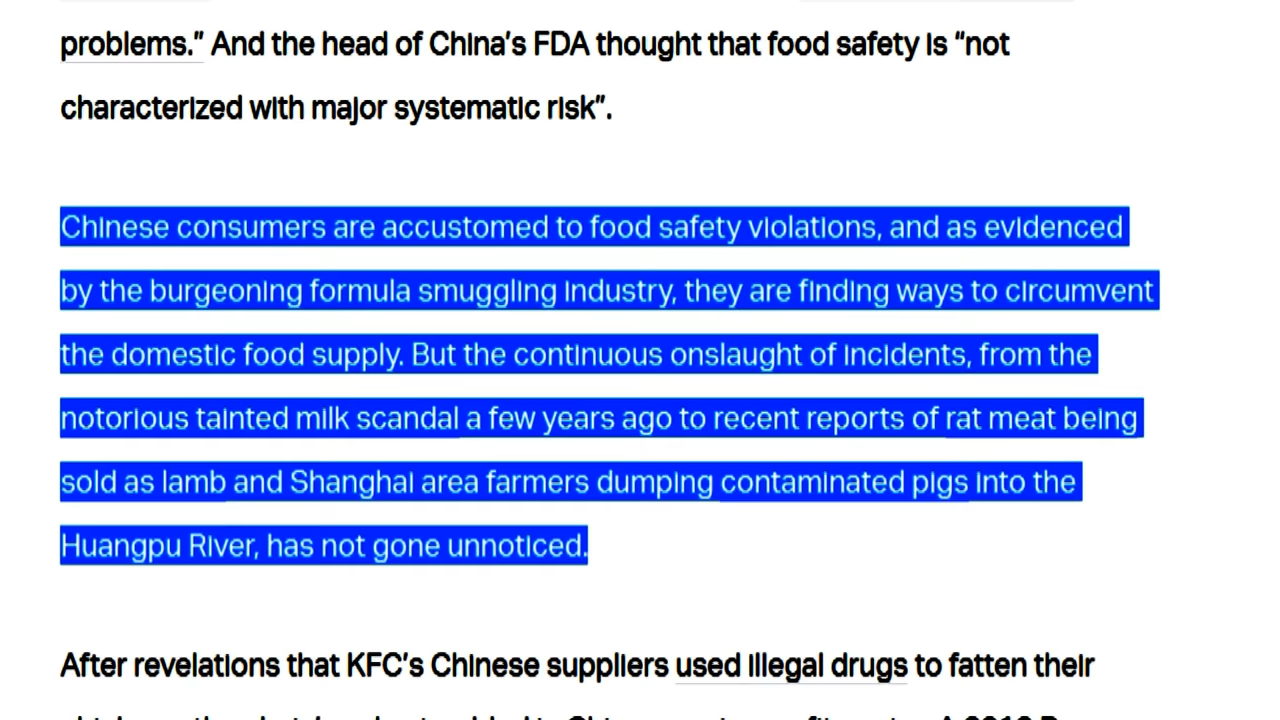 problems.” And the head of China’s FDA thought that food safety is “not
characterized with major systematic risk”.
Chinese consumers are accustomed to food safety violations, and as evidenced
by the burgeoning formula smuggling industry, they are finding ways to circumvent
the domestic food supply. But the continuous onslaught of incidents, from the
notorious tainted milk scandal a few years ago to recent reports of rat meat being
sold as lamb and Shanghai area farmers dumping contaminated pigs into the
Huangpu River, has not gone unnoticed.
After revelations that KFC’s Chinese suppliers used illegal drugs to fatten their